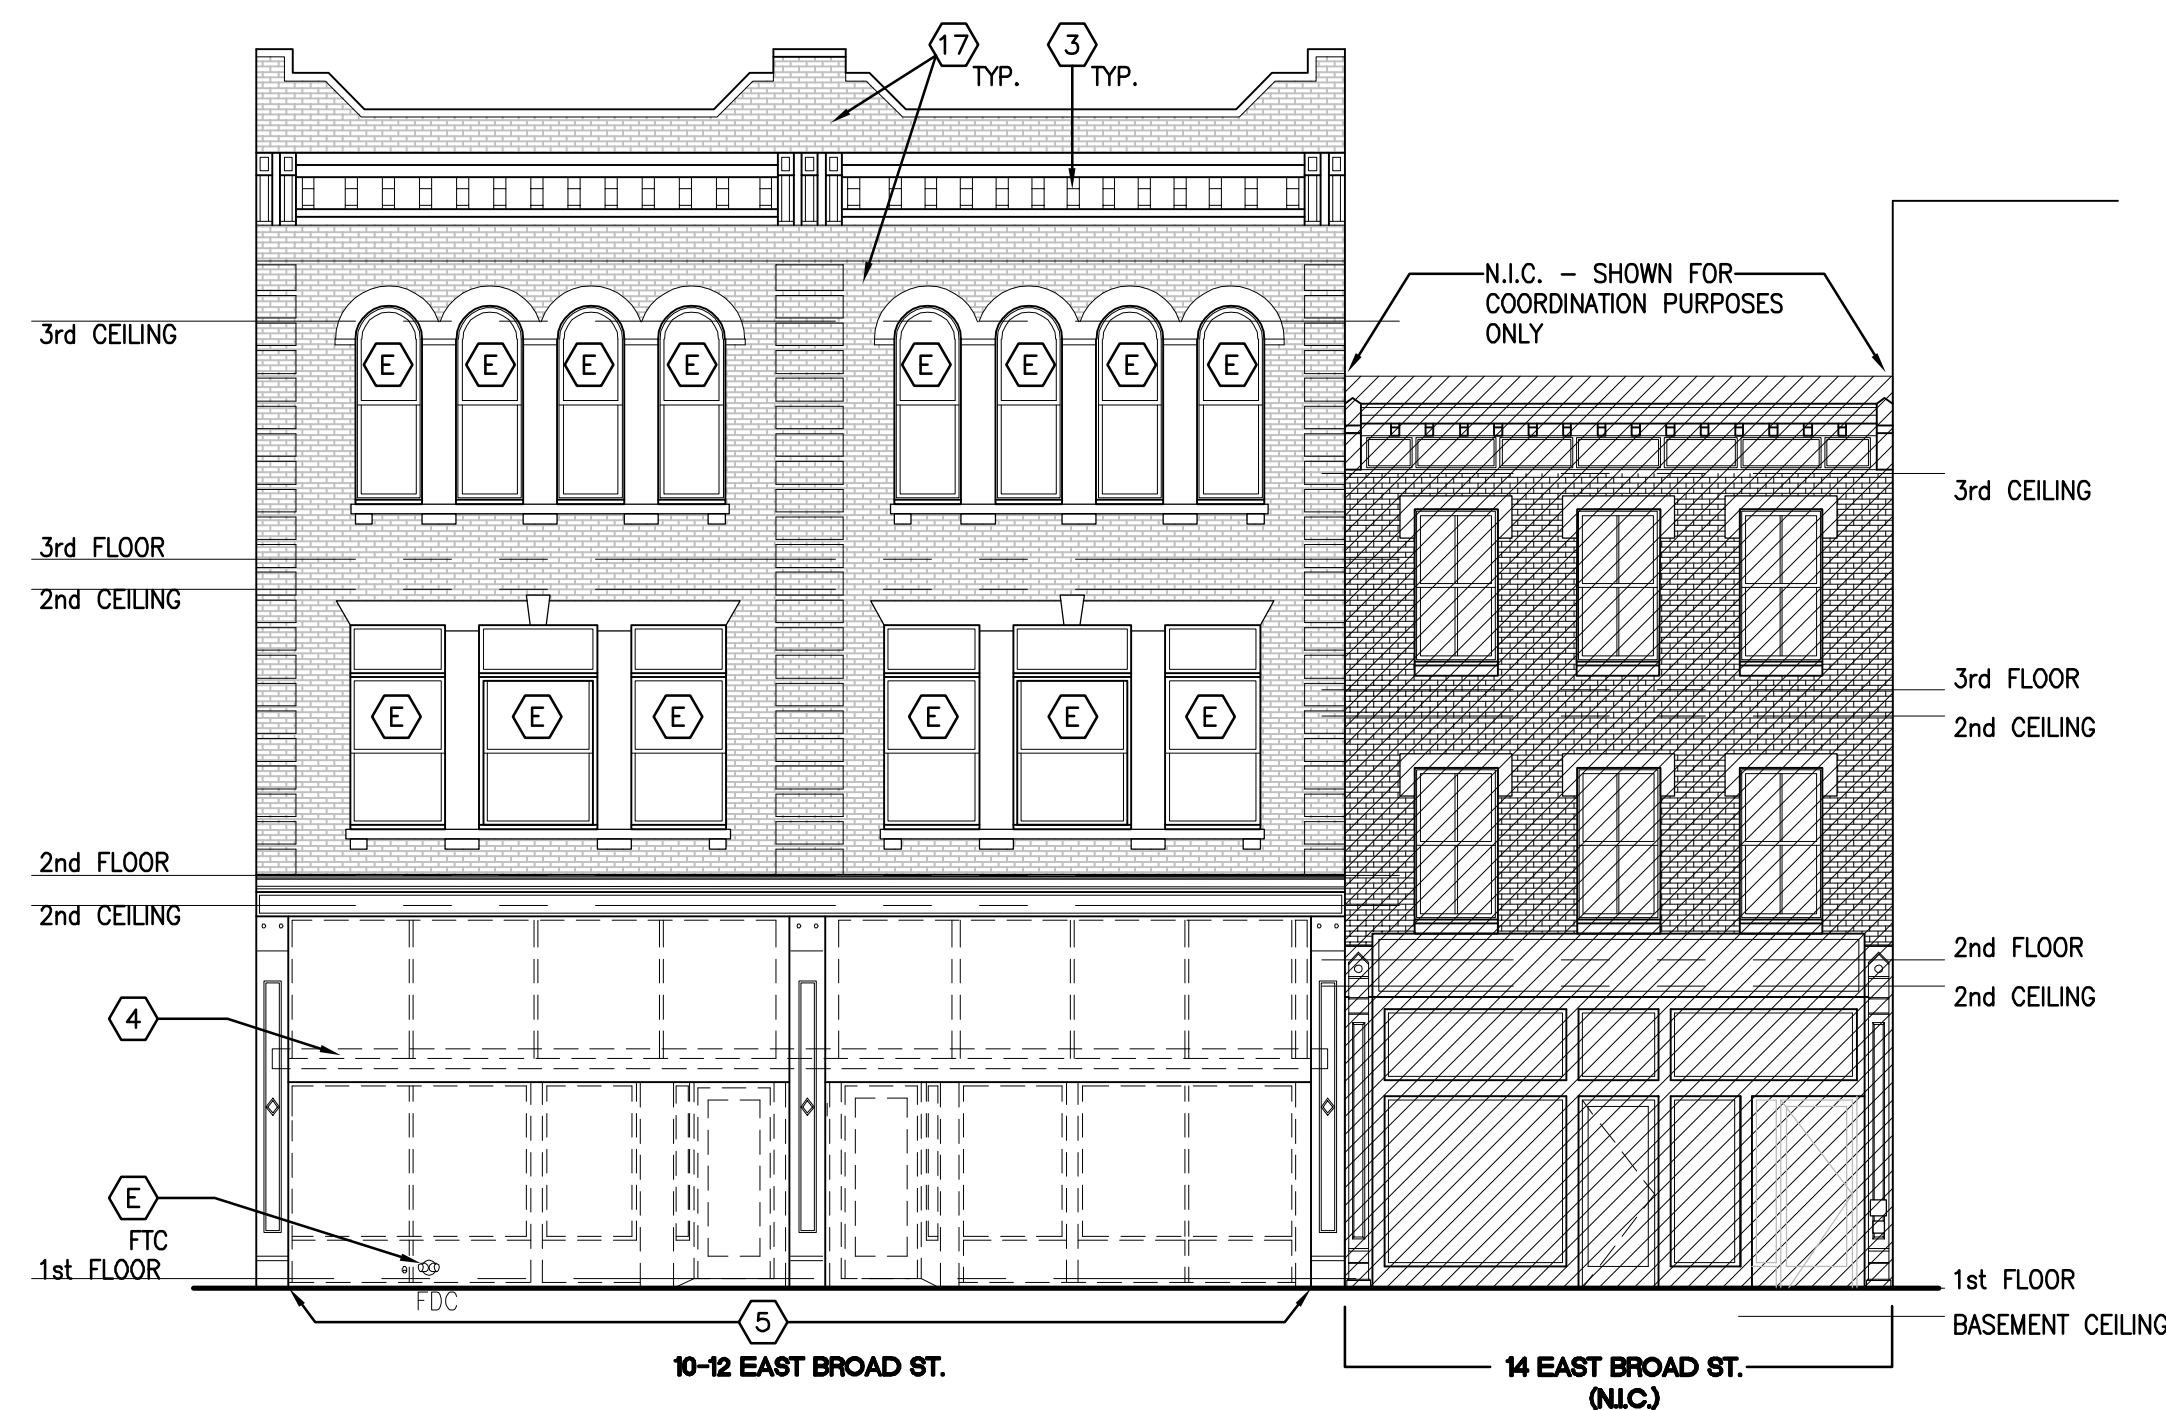 17
TYP.
3
TYP.
N.I.C. - SHOWN FOR
COORDINATION PURPOSES
ONLY
3rd CEILING
E E E E E E E E
3rd CEILING
3rd FLOOR
2nd CEILING
3rd FLOOR
E E E E E E
2nd CEILING
2nd FLOOR
2nd CEILING
2nd FLOOR
2nd CEILING
4
E
FTC
1st FLOOR
FDC
1st FLOOR
5
BASEMENT CEILING
10-12 EAST BROAD ST.
14 EAST BROAD ST.
(N.I.C.)